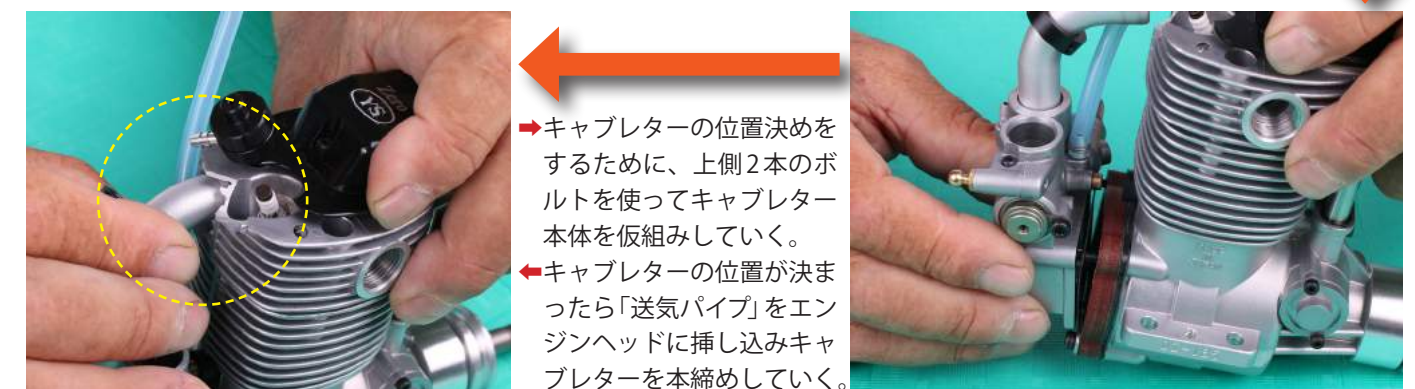 ➡キャブレターの位置決めを
するために、上側2本のボ
ルトを使ってキャブレター
本体を仮組みしていく。
⬅キャブレターの位置が決ま
ったら「送気パイプ」をエン
ジンヘッドに挿し込みキャ
ブレターを本締めしていく。
YS